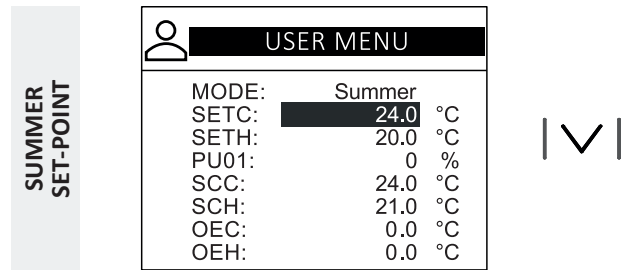 SUMMER
SET-POINT
USER MENU
MODE: Summer
SETC: 24.0 °C
SETH: 20.0 °C
PU01: 0 %
SCC: 24.0 °C
SCH: 21.0 °C
OEC: 0.0 °C
OEH: 0.0 °C